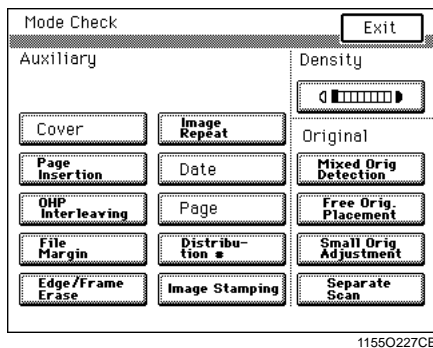 Mode Check
Exit
Auxiliary
Density
Cover
Image
Repeat
Original
Page
Insertion
Date
Mixed Orig
Detection
OHP
Interleaving
Page
Free Orig.
Placement
File
Margin
Distribu-
tion #
Small Orig
Adjustment
Edge/Frame
Erase
Image Stamping
Separate
Scan
1155O227CE